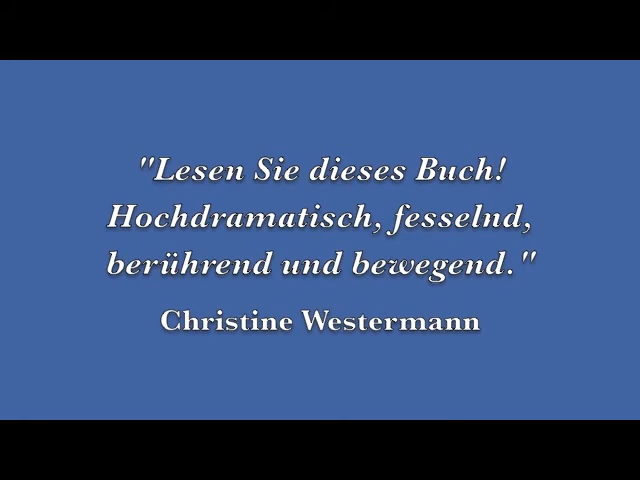 "Lesen Sie dieses Buch!
Hochdramatisch, fesselnd,
berührend und bewegend."
Christine Westermann